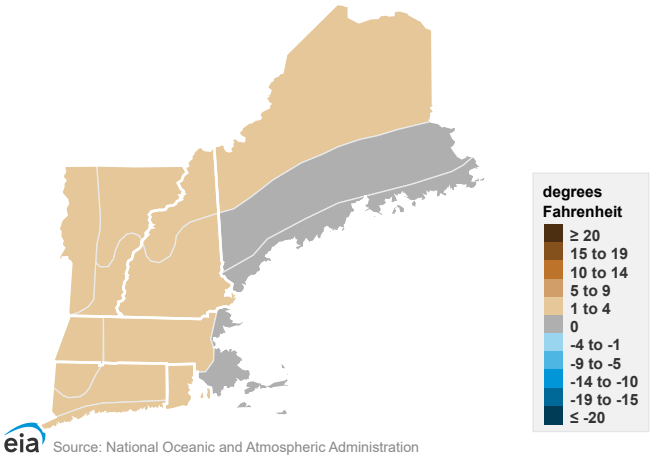 degrees
Fahrenheit
≥ 20
15 to 19
10 to 14
5 to 9
1 to 4
0
-4 to -1
-9 to -5
-14 to -10
-19 to -15
≤ -20
eia
Source: National Oceanic and Atmospheric Administration